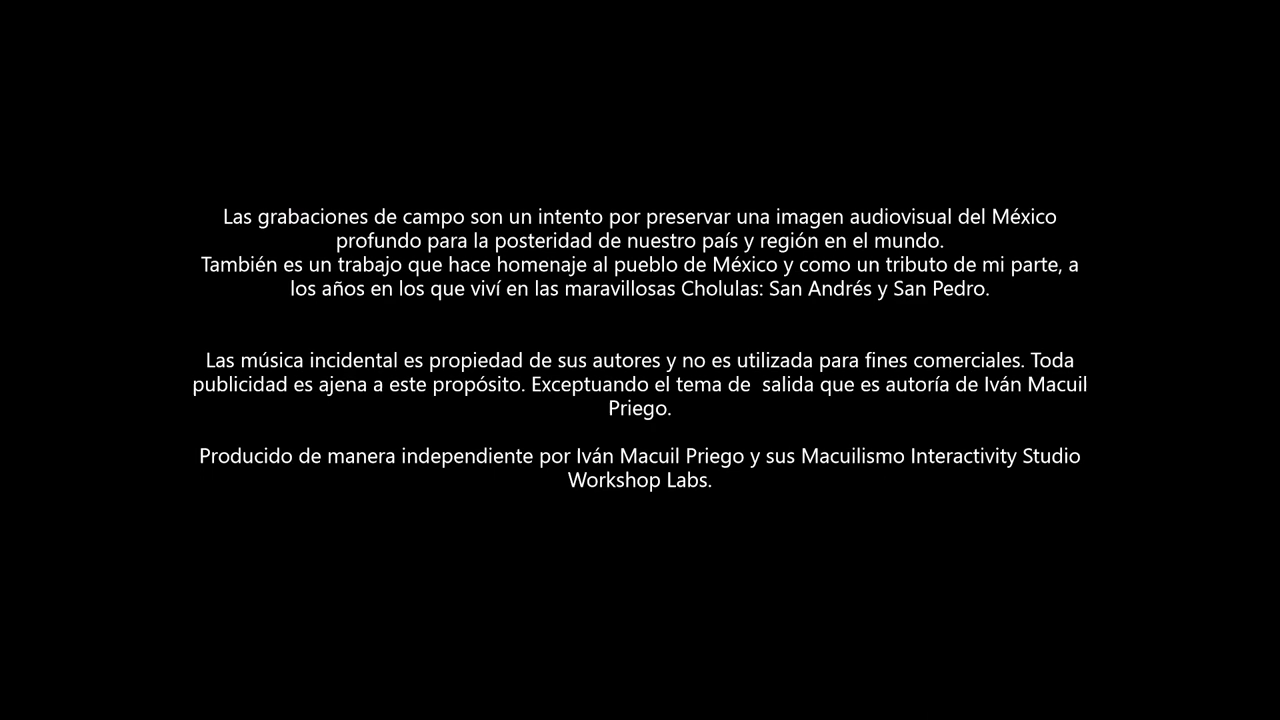 Las grabaciones de campo son un intento por preservar una imagen audiovisual del México
profundo para la posteridad de nuestro país y región en el mundo.
También es un trabajo que hace homenaje al pueblo de México y como un tributo de mi parte, a
los años en los que viví en las maravillosas Cholulas: San Andrés y San Pedro.
Las música incidental es propiedad de sus autores y no es utilizada para fines comerciales. Toda
publicidad es ajena a este propósito. Exceptuando el tema de  salida que es autoría de Iván Macuil
Priego.
Producido de manera independiente por Iván Macuil Priego y sus Macuilismo Interactivity Studio
Workshop Labs.